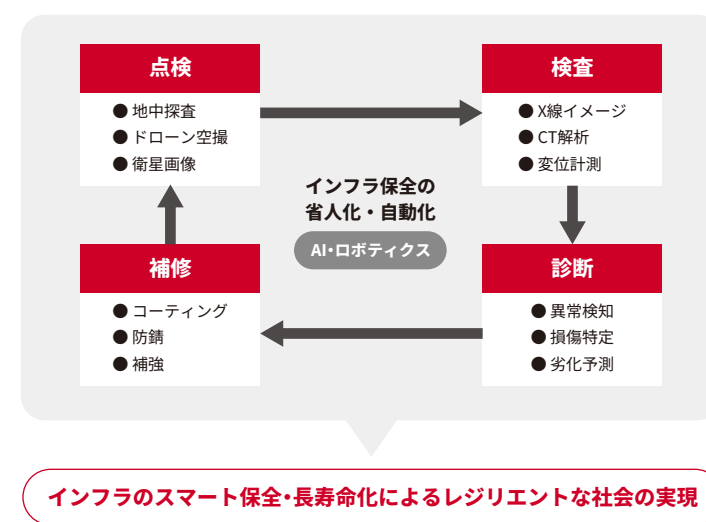 点検
● 地中探査
● ドローン空撮
● 衛星画像
検査
● X線イメージ
● CT解析
● 変位計測
インフラ保全の
省人化・自動化
AI・ロボティクス
補修
● コーティング
● 防錆
● 補強
診断
● 異常検知
● 損傷特定
● 劣化予測
インフラのスマート保全・長寿命化によるレジリエントな社会の実現